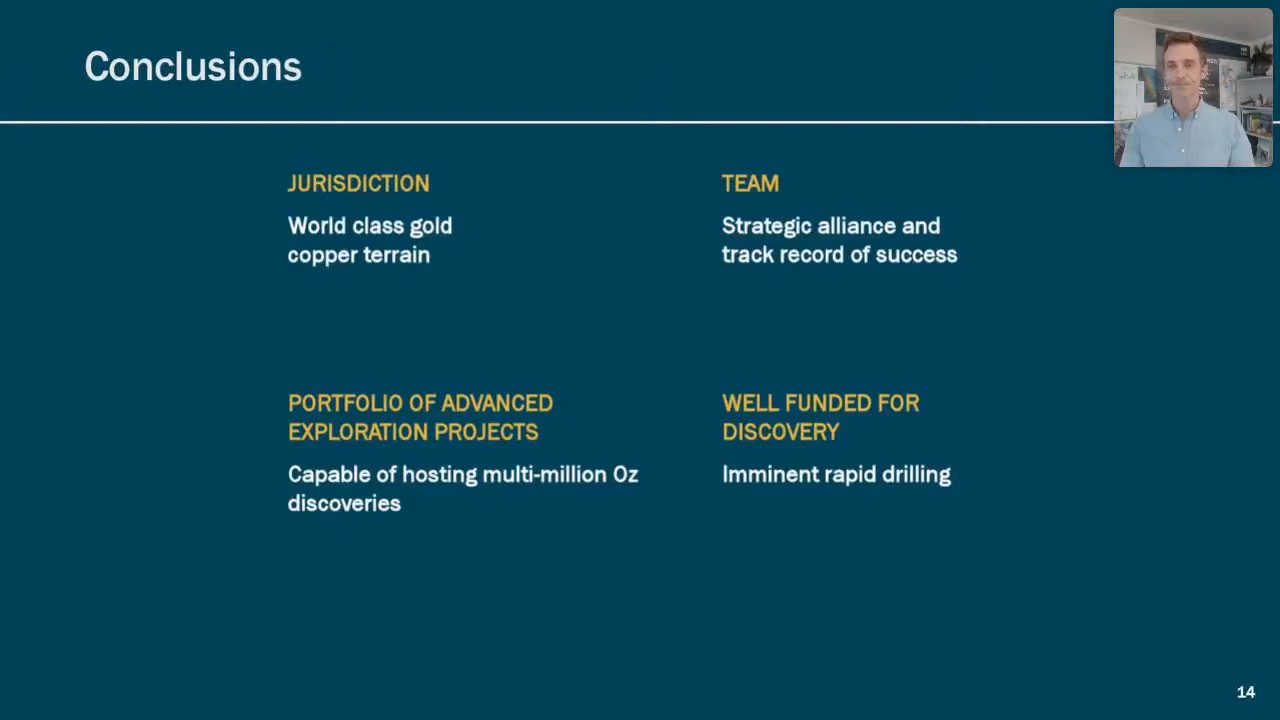 Conclusions
JURISDICTION
World class gold
copper terrain
TEAM
Strategic alliance and
track record of success
PORTFOLIO OF ADVANCED
EXPLORATION PROJECTS
Capable of hosting multi-million Oz
discoveries
WELL FUNDED FOR
DISCOVERY
Imminent rapid drilling
14